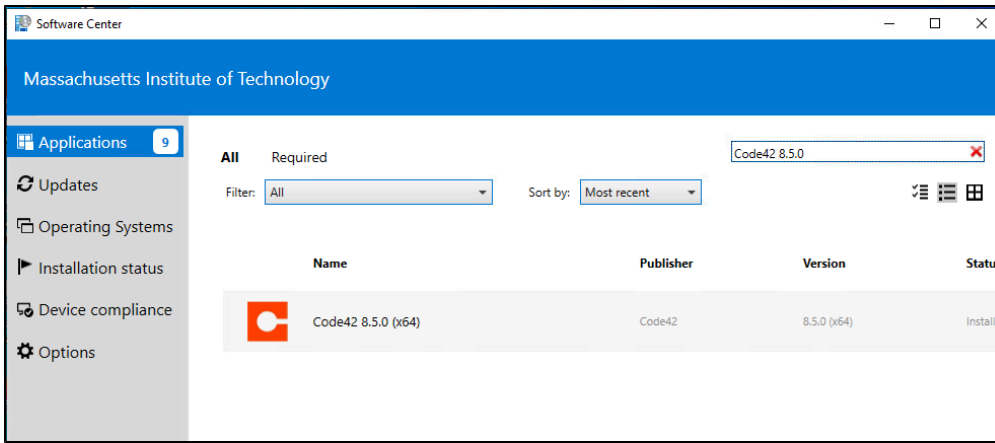 Software Center
Massachusetts Institute of Technology
Applications 9
Updates
Operating Systems
Installation status
Device compliance
Options
All Required
Code42 8.5.0
Filter: All Sort by: Most recent
Name Publisher Version Statu
Code42 8.5.0 (x64) Code42 8.5.0 (x64) Install